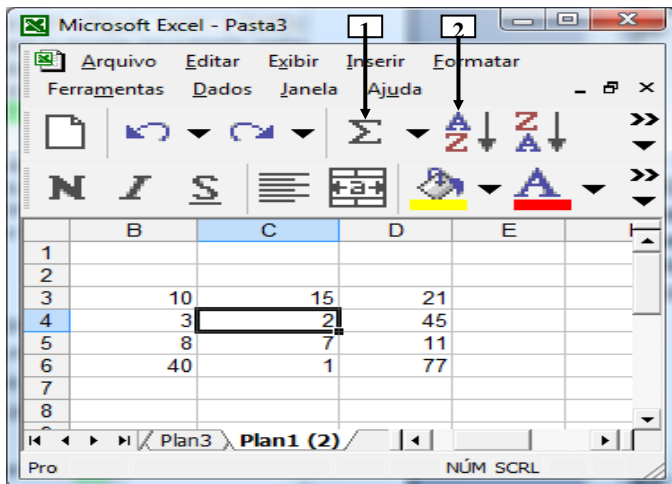 Microsoft Excel - Pasta3
1
2
Arquivo Editar Exibir Inserir Formatar
Ferramentas Dados Janela Ajuda
Σ A Z Z A
N I S a A
B C D E
1
2
3 10 15 21
4 3 2 45
5 8 7 11
6 40 1 77
7
8
Plan3 Plan1 (2)
Pro NÚM SCRL